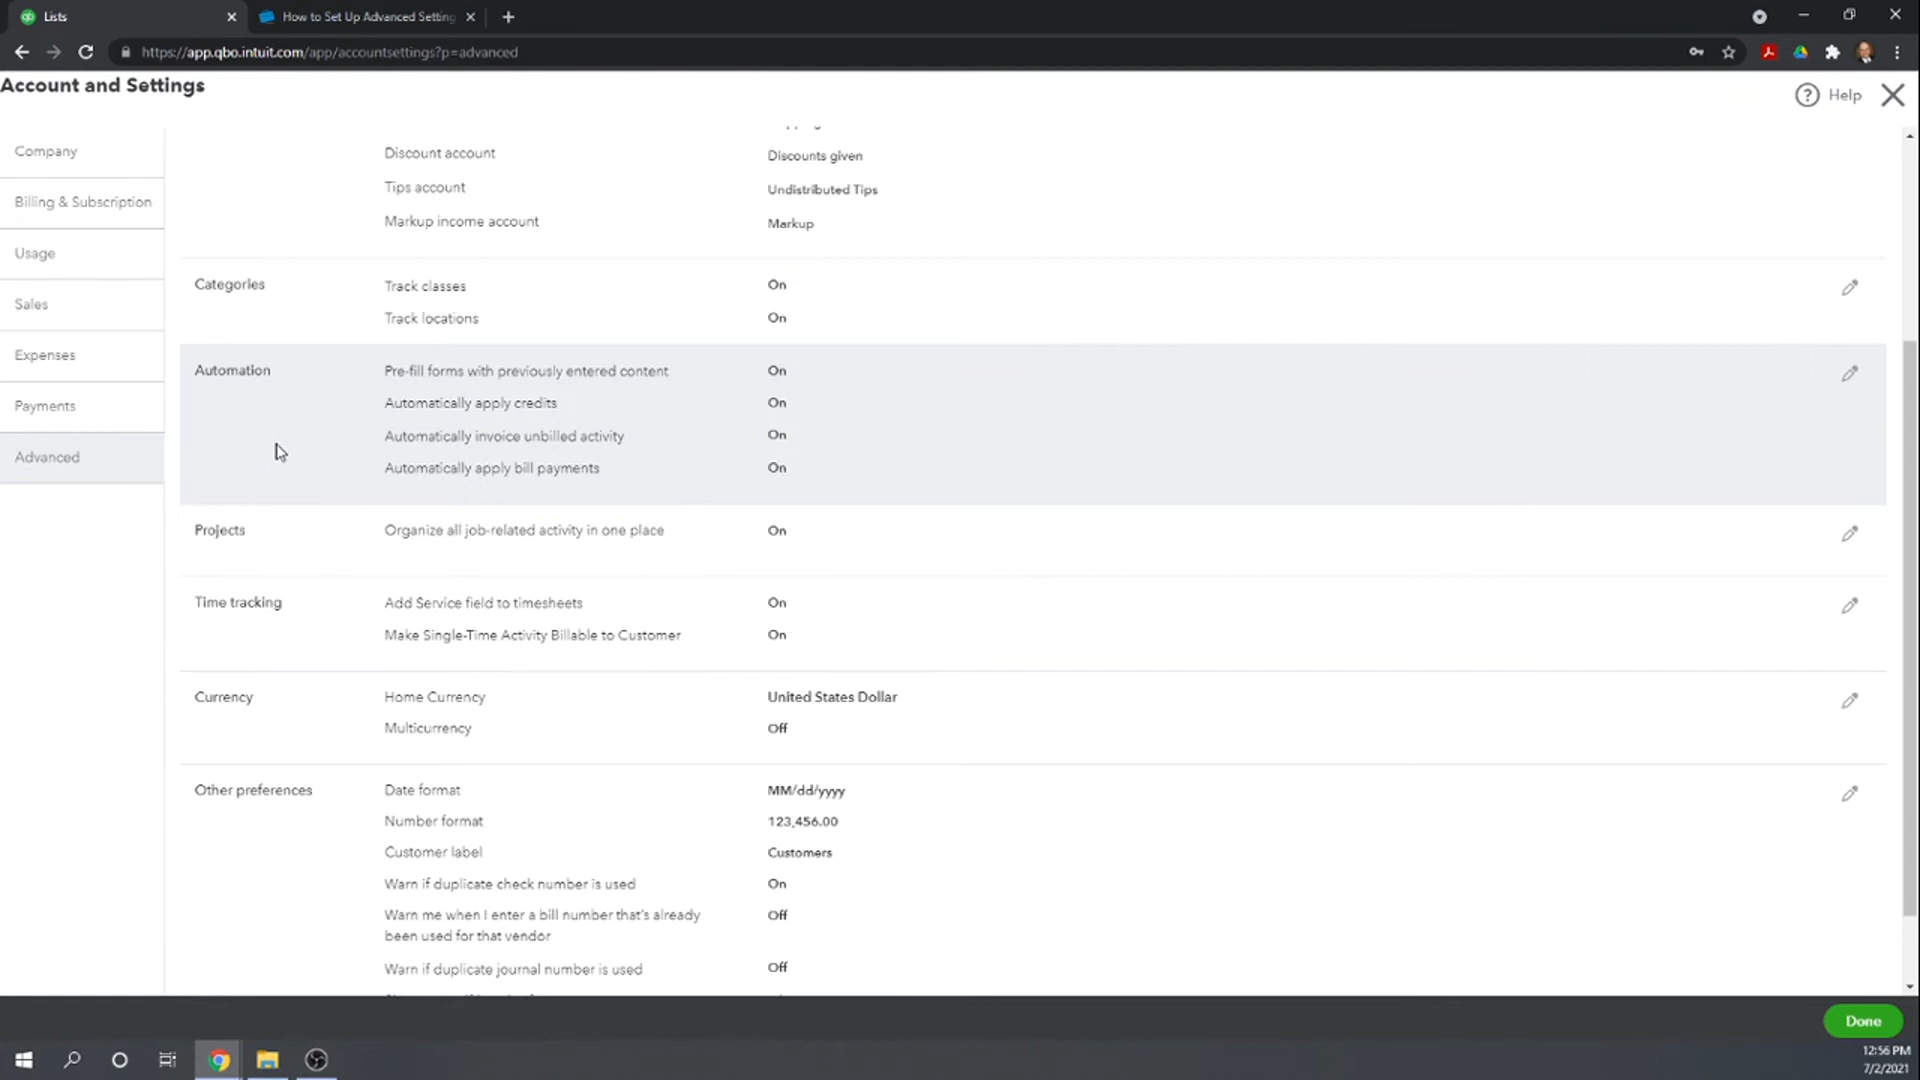 Lists
How to Set Up Advanced Setting
https://app.qbo.intuit.com/app/accountsettings?p=advanced
Account and Settings
Help
Company
Billing & Subscription
Usage
Sales
Expenses
Payments
Advanced
Discount account Discounts given
Tips account Undistributed Tips
Markup income account Markup
Categories Track classes On
Track locations On
Automation Pre-fill forms with previously entered content On
Automatically apply credits On
Automatically invoice unbilled activity On
Automatically apply bill payments On
Projects Organize all job-related activity in one place On
Time tracking Add Service field to timesheets On
Make Single-Time Activity Billable to Customer On
Currency Home Currency United States Dollar
Multicurrency Off
Other preferences Date format MM/dd/yyyy
Number format 123,456.00
Customer label Customers
Warn if duplicate check number is used On
Warn me when I enter a bill number that's already Off
been used for that vendor
Warn if duplicate journal number is used Off
Done
12:56 PM
7/2/2021